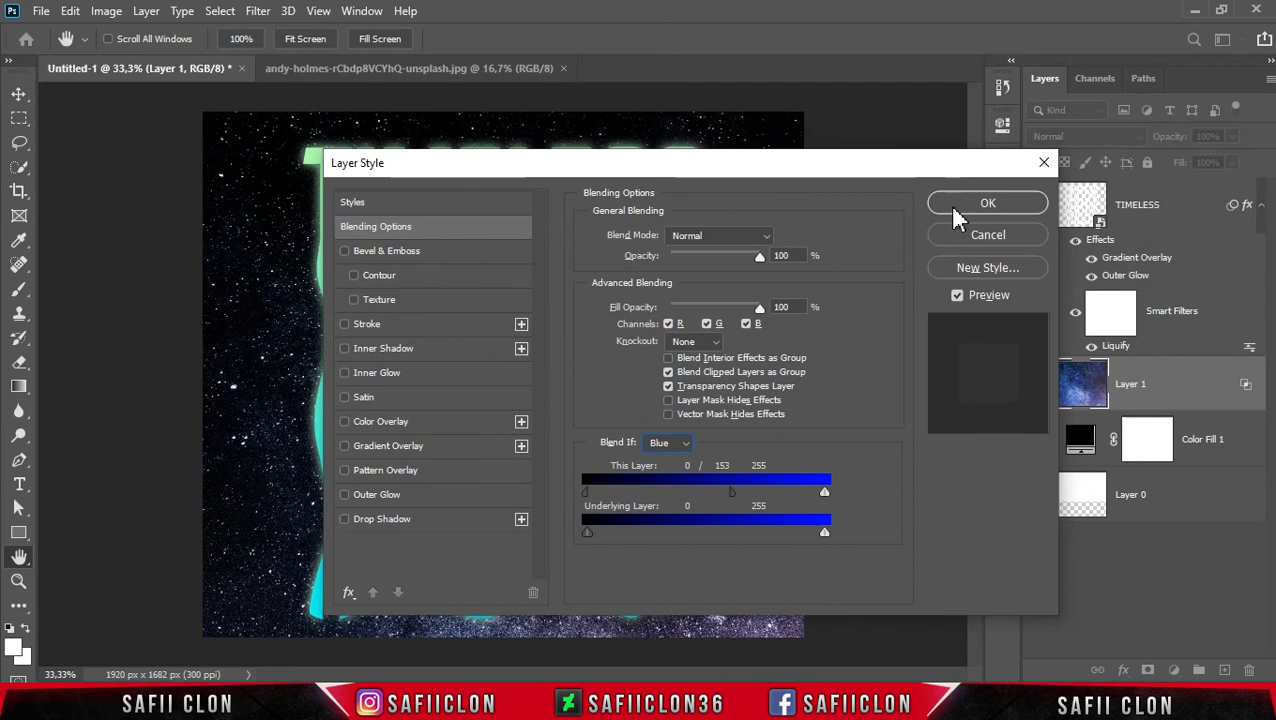 Ps File Edit Image Layer Type Select Filter 3D View Window Help
Scroll All Windows 100% Fit Screen Fill Screen
Untitled-1 @ 33,3% (Layer 1, RGB/8) * andy-holmes-rCbdp8VCYhQ-unsplash.jpg @ 16,7% (RGB/8)
Layer Style
Styles
Blending Options
Bevel & Emboss
Contour
Texture
Stroke
Inner Shadow
Inner Glow
Satin
Color Overlay
Gradient Overlay
Pattern Overlay
Outer Glow
Drop Shadow
fx
Blending Options
General Blending
Blend Mode: Normal
Opacity: 100 %
Advanced Blending
Fill Opacity: 100 %
Channels: R G B
Knockout: None
Blend Interior Effects as Group
Blend Clipped Layers as Group
Transparency Shapes Layer
Layer Mask Hides Effects
Vector Mask Hides Effects
Blend If: Blue
This Layer: 0 / 153 255
Underlying Layer: 0 255
OK
Cancel
New Style...
Preview
Layers Channels Paths
Kind
Normal Opacity: 100%
Fill: 100%
TIMELESS fx
Effects
Gradient Overlay
Outer Glow
Smart Filters
Liquify
Layer 1
Color Fill 1
Layer 0
fx
33,33% 1920 px x 1682 px (300 ppi)
SAFII CLON SAFIICLON SAFIICLON36 SAFIICLON SAFII CLON